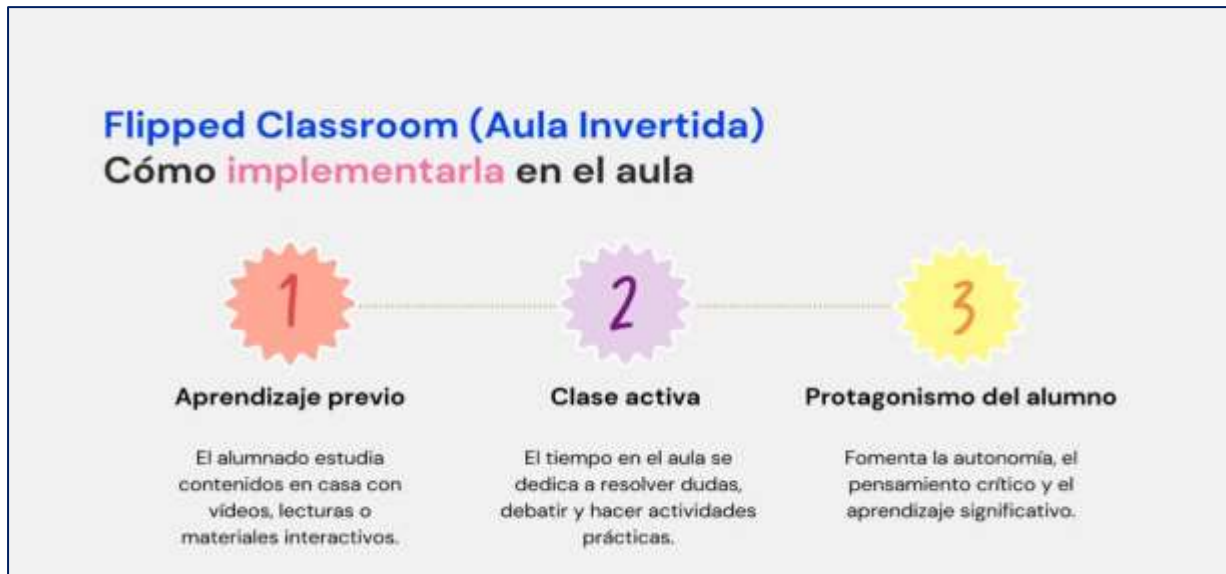 Flipped Classroom (Aula Invertida)
Cómo implementarla en el aula
1
2
3
Aprendizaje previo
Clase activa
Protagonismo del alumno
El alumnado estudia
contenidos en casa con
vídeos, lecturas o
materiales interactivos.
El tiempo en el aula se
dedica a resolver dudas,
debatir y hacer actividades
prácticas.
Fomenta la autonomía, el
pensamiento crítico y el
aprendizaje significativo.